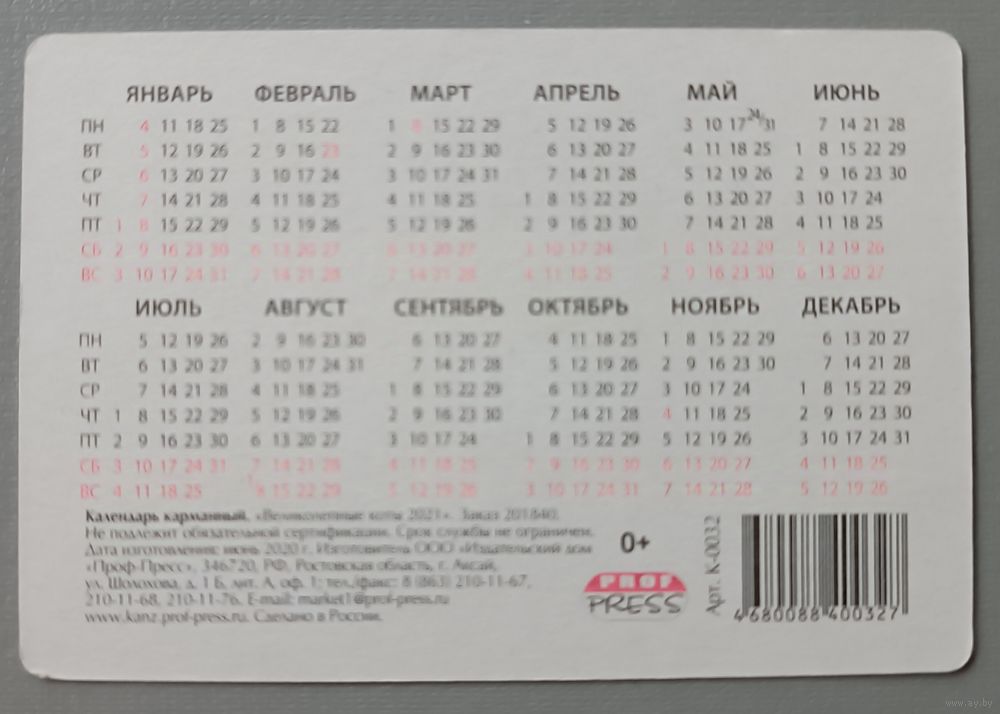 ЯНВАРЬ ФЕВРАЛЬ МАРТ АПРЕЛЬ МАЙ ИЮНЬ
ПН 4 11 18 25 1 8 15 22 1 8 15 22 29 5 12 19 26 3 10 17 24/31 7 14 21 28
ВТ 5 12 19 26 2 9 16 23 2 9 16 23 30 6 13 20 27 4 11 18 25 1 8 15 22 29
СР 6 13 20 27 3 10 17 24 3 10 17 24 31 7 14 21 28 5 12 19 26 2 9 16 23 30
ЧТ 7 14 21 28 4 11 18 25 4 11 18 25 1 8 15 22 29 6 13 20 27 3 10 17 24
ПТ 1 8 15 22 29 5 12 19 26 5 12 19 26 2 9 16 23 30 7 14 21 28 4 11 18 25
СБ 2 9 16 23 30 6 13 20 27 6 13 20 27 3 10 17 24 1 8 15 22 29 5 12 19 26
ВС 3 10 17 24 31 7 14 21 28 7 14 21 28 4 11 18 25 2 9 16 23 30 6 13 20 27
ИЮЛЬ АВГУСТ СЕНТЯБРЬ ОКТЯБРЬ НОЯБРЬ ДЕКАБРЬ
ПН 5 12 19 26 2 9 16 23 30 6 13 20 27 4 11 18 25 1 8 15 22 29 6 13 20 27
ВТ 6 13 20 27 3 10 17 24 31 7 14 21 28 5 12 19 26 2 9 16 23 30 7 14 21 28
СР 7 14 21 28 4 11 18 25 1 8 15 22 29 6 13 20 27 3 10 17 24 1 8 15 22 29
ЧТ 1 8 15 22 29 5 12 19 26 2 9 16 23 30 7 14 21 28 4 11 18 25 2 9 16 23 30
ПТ 2 9 16 23 30 6 13 20 27 3 10 17 24 1 8 15 22 29 5 12 19 26 3 10 17 24 31
СБ 3 10 17 24 31 7 14 21 28 4 11 18 25 2 9 16 23 30 6 13 20 27 4 11 18 25
ВС 4 11 18 25 1/8 15 22 29 5 12 19 26 3 10 17 24 31 7 14 21 28 5 12 19 26
Календарь карманный, «Великолепные коты 2021». Заказ 201840.
Не подлежит обязательной сертификации. Срок службы не ограничен.
Дата изготовления: июнь 2020 г. Изготовитель ООО «Издательский дом
«Проф-Пресс», 346720, РФ, Ростовская область, г. Аксай,
ул. Шолохова, д. 1 Б, лит. А, оф. 1; тел./факс: 8 (863) 210-11-67,
210-11-68, 210-11-76. E-mail: market1@prof-press.ru
www.kanz.prof-press.ru. Сделано в России.
0+
PROF
PRESS
Арт. К-0032
4 680088 400327
www.ay.by